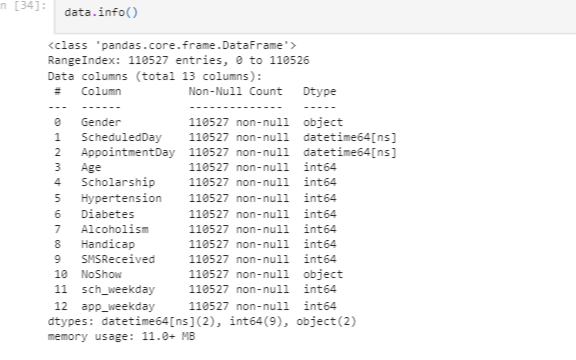 n [34]: data.info()
<class 'pandas.core.frame.DataFrame'>
RangeIndex: 110527 entries, 0 to 110526
Data columns (total 13 columns):
 #   Column          Non-Null Count   Dtype
---  ------          --------------   -----
 0   Gender          110527 non-null  object
 1   ScheduledDay    110527 non-null  datetime64[ns]
 2   AppointmentDay  110527 non-null  datetime64[ns]
 3   Age             110527 non-null  int64
 4   Scholarship     110527 non-null  int64
 5   Hypertension    110527 non-null  int64
 6   Diabetes        110527 non-null  int64
 7   Alcoholism      110527 non-null  int64
 8   Handicap        110527 non-null  int64
 9   SMSReceived     110527 non-null  int64
 10  NoShow          110527 non-null  object
 11  sch_weekday     110527 non-null  int64
 12  app_weekday     110527 non-null  int64
dtypes: datetime64[ns](2), int64(9), object(2)
memory usage: 11.0+ MB